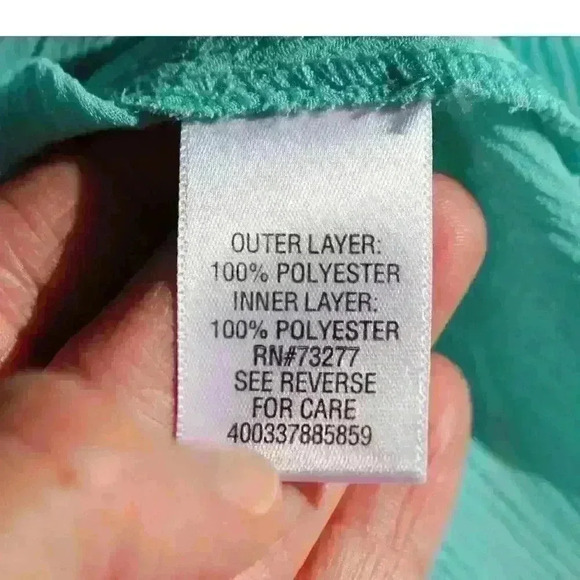 OUTER LAYER:
100% POLYESTER
INNER LAYER:
100% POLYESTER
RN#73277
SEE REVERSE
FOR CARE
400337885859